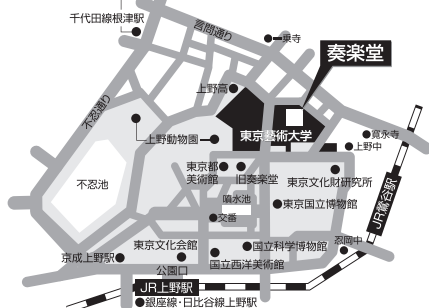 千代田線根津駅
言問通り
一乗寺
奏楽堂
不忍通り
上野高
寛永寺
上野動物園
東京藝術大学
上野中
東京都
美術館
旧奏楽堂
不忍池
東京文化財研究所
噴水池
東京国立博物館
JR鶯谷駅
交番
忍岡中
東京文化会館
国立科学博物館
京成上野駅
公園口
国立西洋美術館
JR上野駅
銀座線・日比谷線上野駅